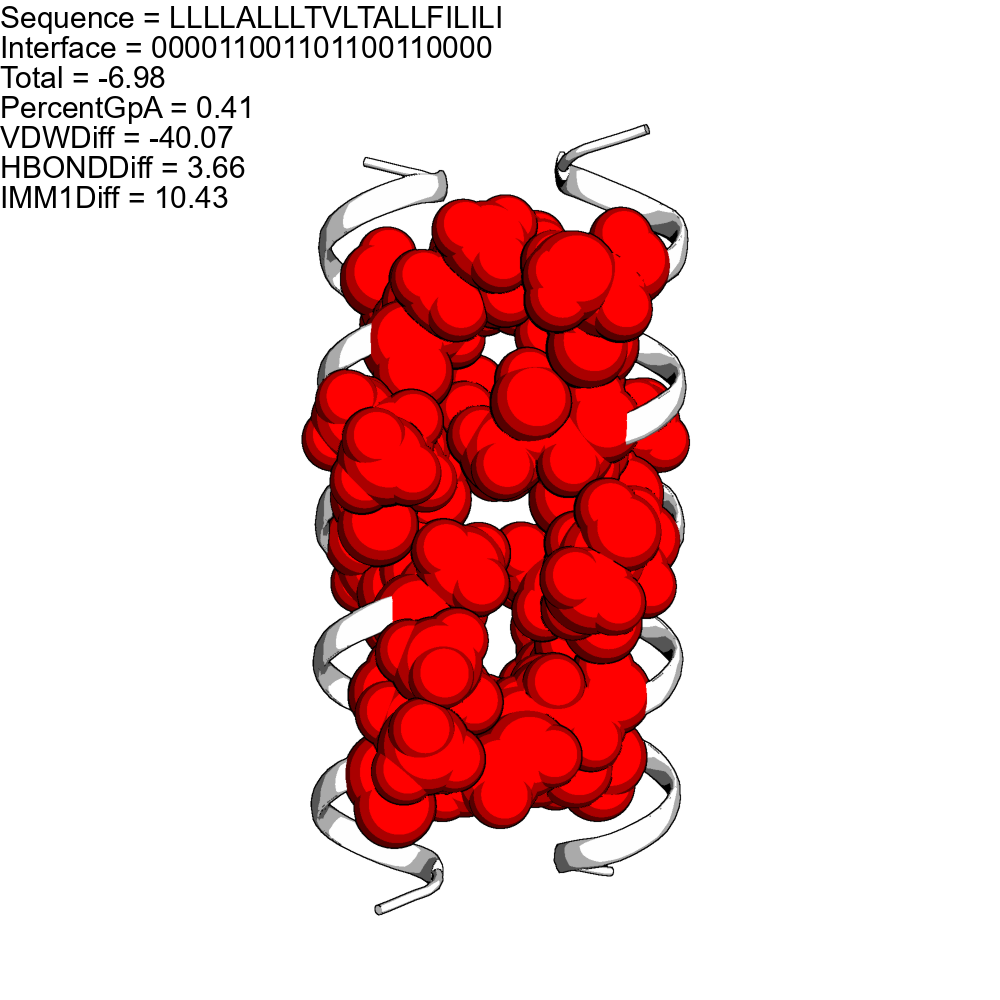 Sequence = LLLLALLLTVLTALLFILILI
Interface = 000011001101100110000
Total = -6.98
PercentGpA = 0.41
VDWDiff = -40.07
HBONDDiff = 3.66
IMM1Diff = 10.43